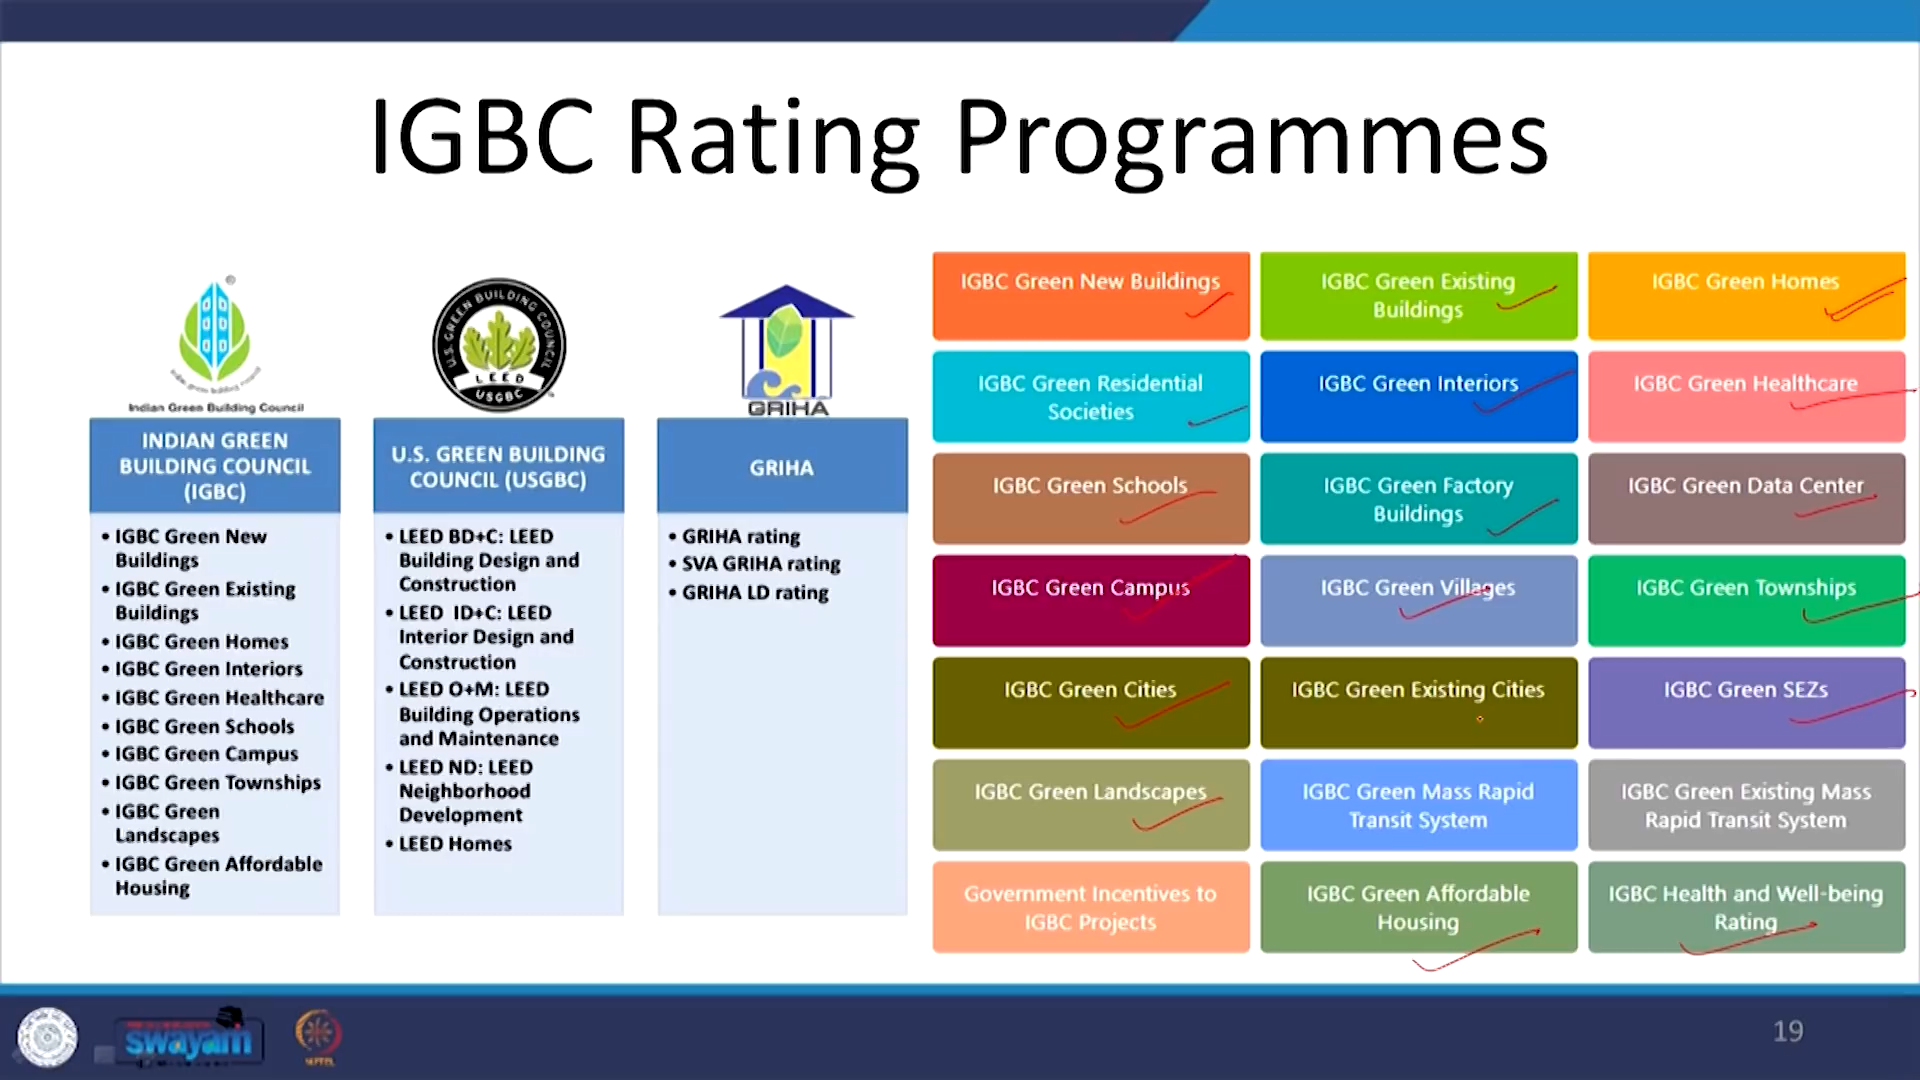 IGBC Rating Programmes
Indian Green Building Council
INDIAN GREEN
BUILDING COUNCIL
(IGBC)
• IGBC Green New
Buildings
• IGBC Green Existing
Buildings
• IGBC Green Homes
• IGBC Green Interiors
• IGBC Green Healthcare
• IGBC Green Schools
• IGBC Green Campus
• IGBC Green Townships
• IGBC Green
Landscapes
• IGBC Green Affordable
Housing
U.S. GREEN BUILDING COUNCIL
LEED
USGBC
U.S. GREEN BUILDING
COUNCIL (USGBC)
• LEED BD+C: LEED
Building Design and
Construction
• LEED ID+C: LEED
Interior Design and
Construction
• LEED O+M: LEED
Building Operations
and Maintenance
• LEED ND: LEED
Neighborhood
Development
• LEED Homes
GRIHA
GRIHA
• GRIHA rating
• SVA GRIHA rating
• GRIHA LD rating
IGBC Green New Buildings
IGBC Green Existing
Buildings
IGBC Green Homes
IGBC Green Residential
Societies
IGBC Green Interiors
IGBC Green Healthcare
IGBC Green Schools
IGBC Green Factory
Buildings
IGBC Green Data Center
IGBC Green Campus
IGBC Green Villages
IGBC Green Townships
IGBC Green Cities
IGBC Green Existing Cities
IGBC Green SEZs
IGBC Green Landscapes
IGBC Green Mass Rapid
Transit System
IGBC Green Existing Mass
Rapid Transit System
Government Incentives to
IGBC Projects
IGBC Green Affordable
Housing
IGBC Health and Well-being
Rating
swayam
19